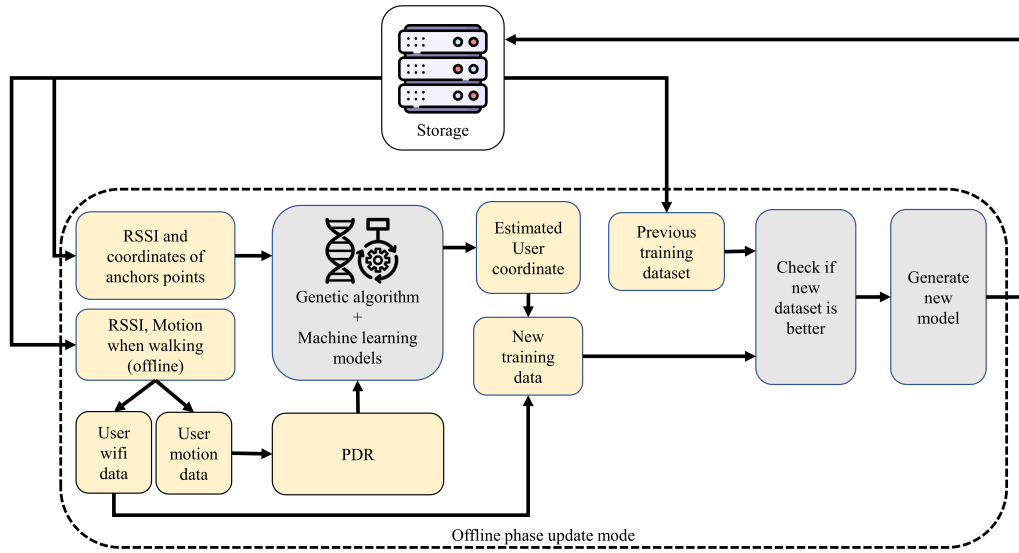 Storage
RSSI and
coordinates of
anchors points
Genetic algorithm
+
Machine learning
models
Estimated
User
coordinate
Previous
training
dataset
Check if
new
dataset is
better
Generate
new
model
RSSI, Motion
when walking
(offline)
New
training
data
User
wifi
data
User
motion
data
PDR
Offline phase update mode